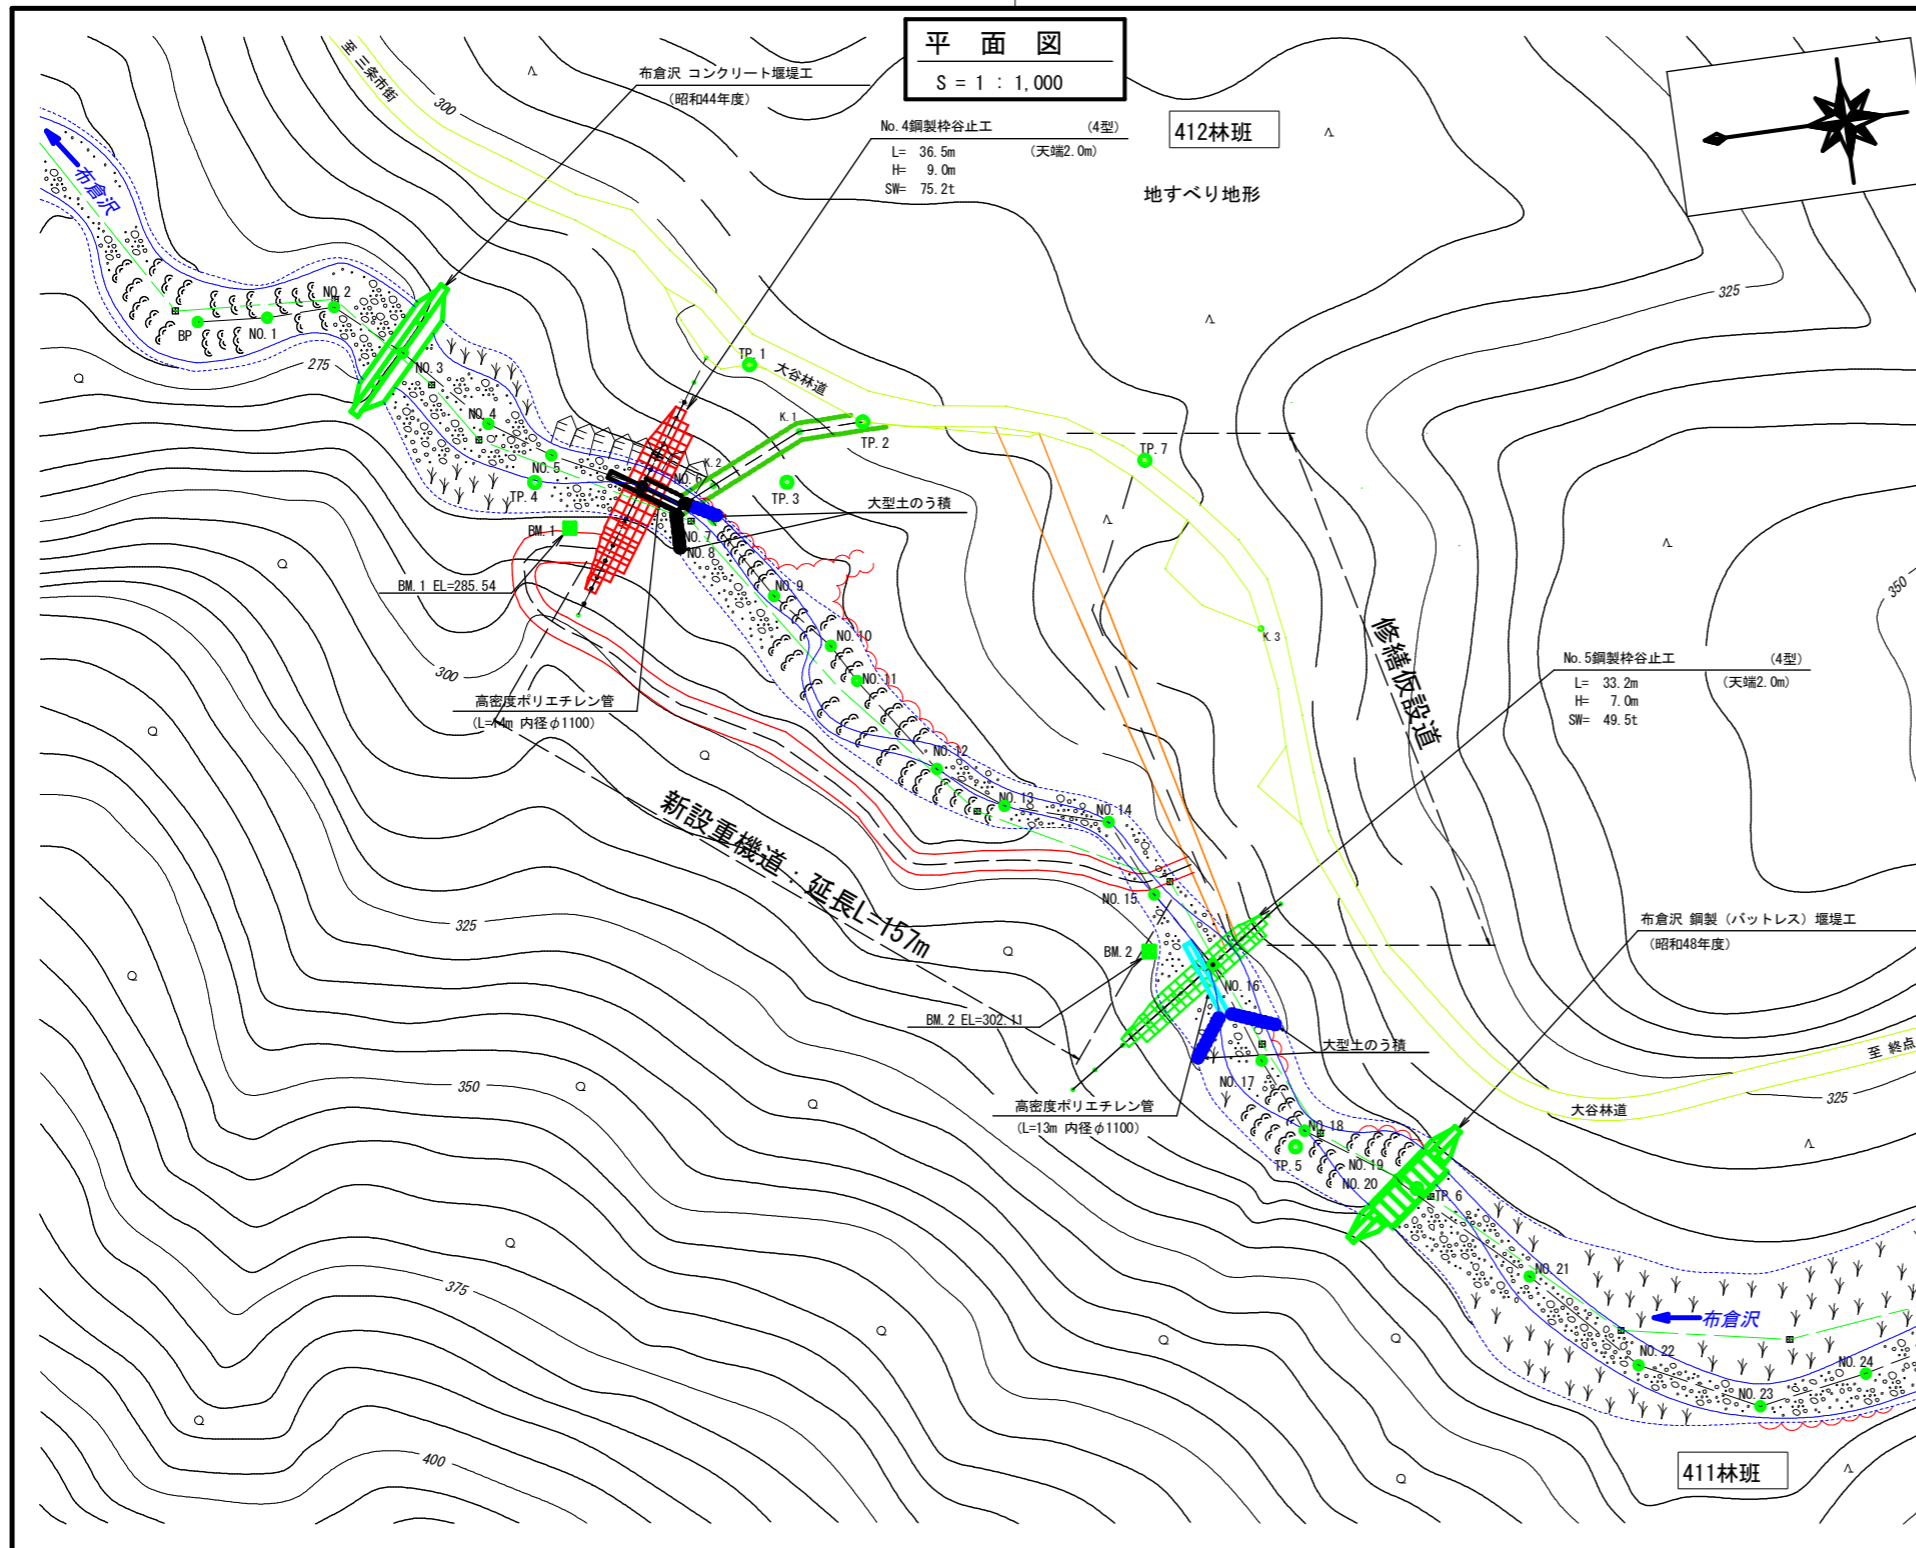 平 面 図
S = 1 : 1,000
至 三条市街
布倉沢 コンクリート堰堤工
(昭和44年度)
300
No.4鋼製枠谷止工 (4型)
L= 36.5m (天端2.0m)
H= 9.0m
SW= 75.2t
412林班
地すべり地形
布倉沢
325
NO.2
BP
NO.1
275
NO.3
NO.4
NO.5
TP.4
TP.1
大谷林道
K.1
TP.2
K.2
NO.6
TP.3
TP.7
大型土のう積
BM.1
NO.7
NO.8
BM.1 EL=285.54
NO.9
350
K.3
NO.10
修繕仮設道
NO.11
300
No.5鋼製枠谷止工 (4型)
L= 33.2m (天端2.0m)
H= 7.0m
SW= 49.5t
高密度ポリエチレン管
(L=14m 内径φ1100)
NO.12
新設重機道：延長L=157m
NO.13
NO.14
NO.15
325
布倉沢 鋼製（バットレス）堰堤工
(昭和48年度)
BM.2
NO.16
BM.2 EL=302.11
大型土のう積
至 終点
NO.17
350
高密度ポリエチレン管
(L=13m 内径φ1100)
大谷林道
325
NO.18
TP.5
NO.19
NO.20
TP.6
375
NO.21
布倉沢
NO.22
NO.24
NO.23
400
411林班